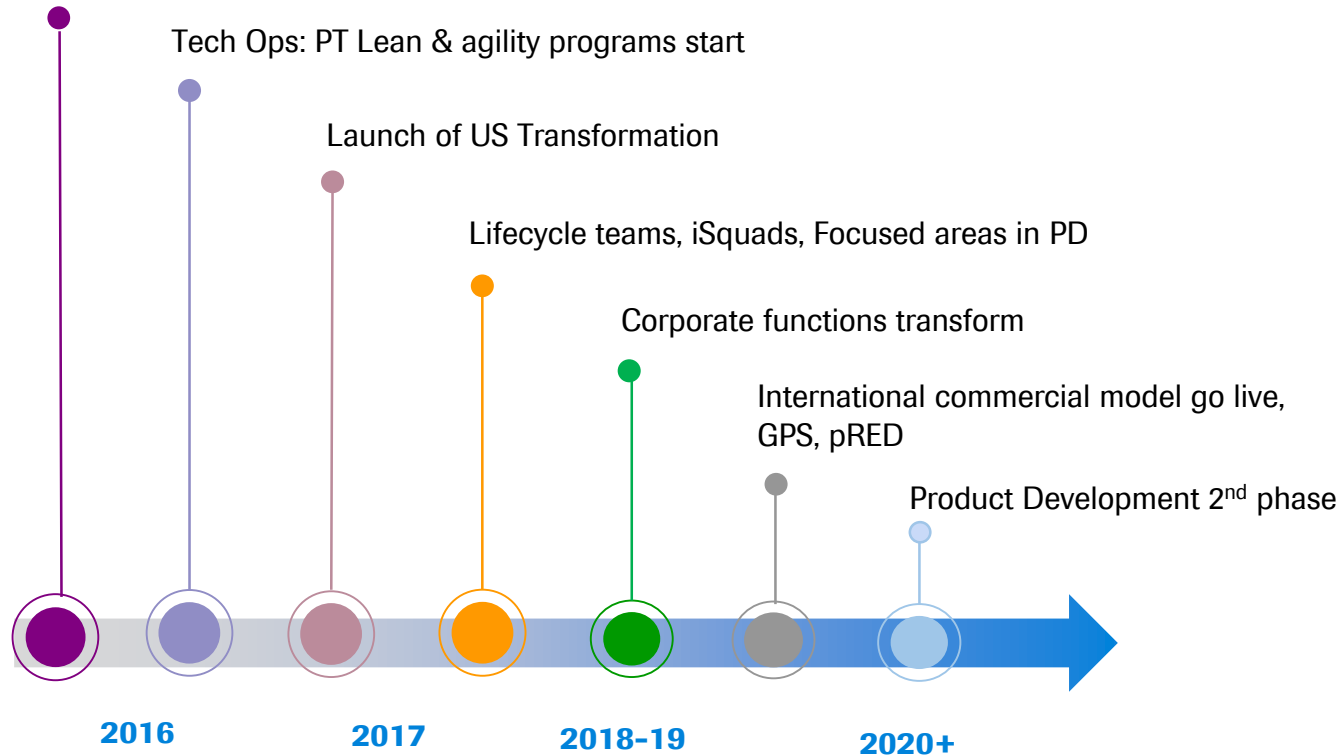 Tech Ops: PT Lean & agility programs start
Launch of US Transformation
Lifecycle teams, iSquads, Focused areas in PD
Corporate functions transform
International commercial model go live,
GPS, pRED
Product Development 2nd phase
2016
2017
2018-19
2020+